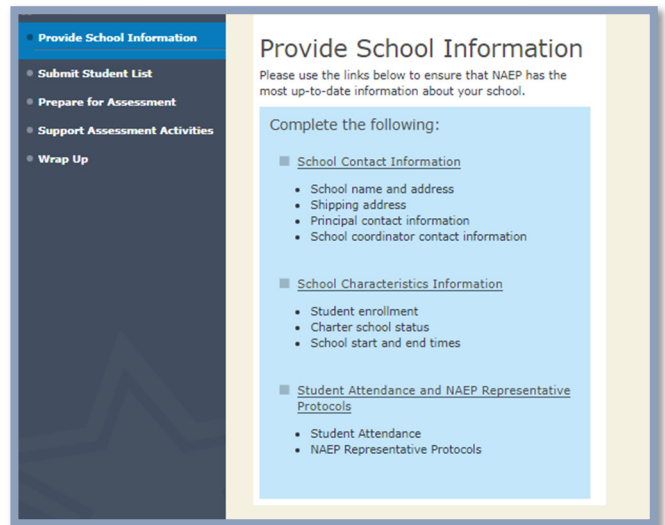 Provide School Information
Submit Student List
Prepare for Assessment
Support Assessment Activities
Wrap Up
Provide School Information
Please use the links below to ensure that NAEP has the
most up-to-date information about your school.
Complete the following:
School Contact Information
• School name and address
• Shipping address
• Principal contact information
• School coordinator contact information
School Characteristics Information
• Student enrollment
• Charter school status
• School start and end times
Student Attendance and NAEP Representative
Protocols
• Student Attendance
• NAEP Representative Protocols